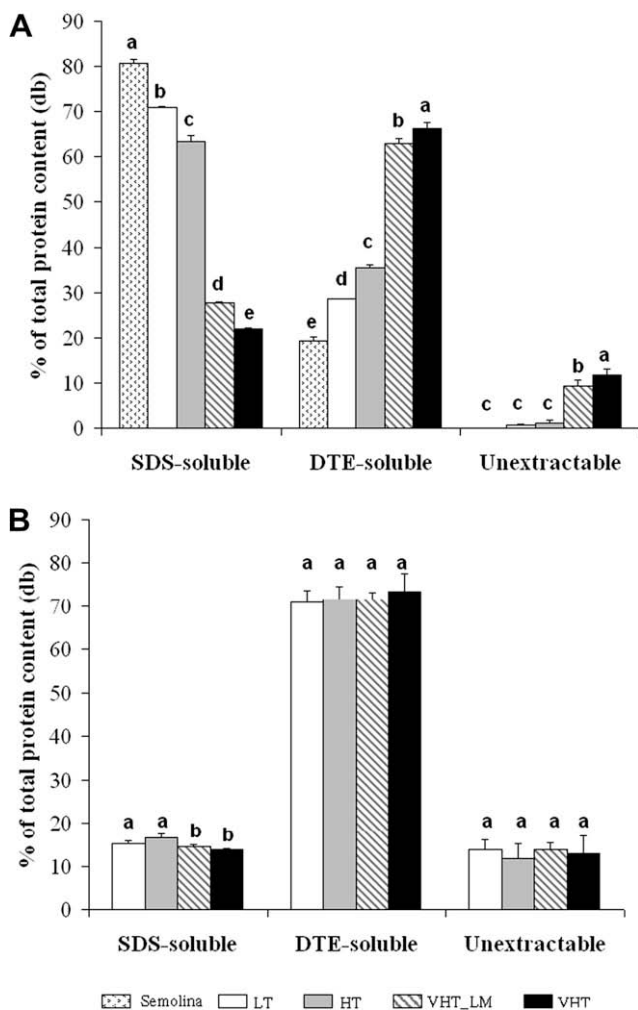 A
% of total protein content (db)
90
80
70
60
50
40
30
20
10
0
a
b
c
d
e
e
d
c
b
a
c
c
c
b
a
SDS-soluble
DTE-soluble
Unextractable
B
% of total protein content (db)
90
80
70
60
50
40
30
20
10
0
a
a
b
b
a
a
a
a
a
a
a
a
SDS-soluble
DTE-soluble
Unextractable
Semolina
LT
HT
VHT_LM
VHT